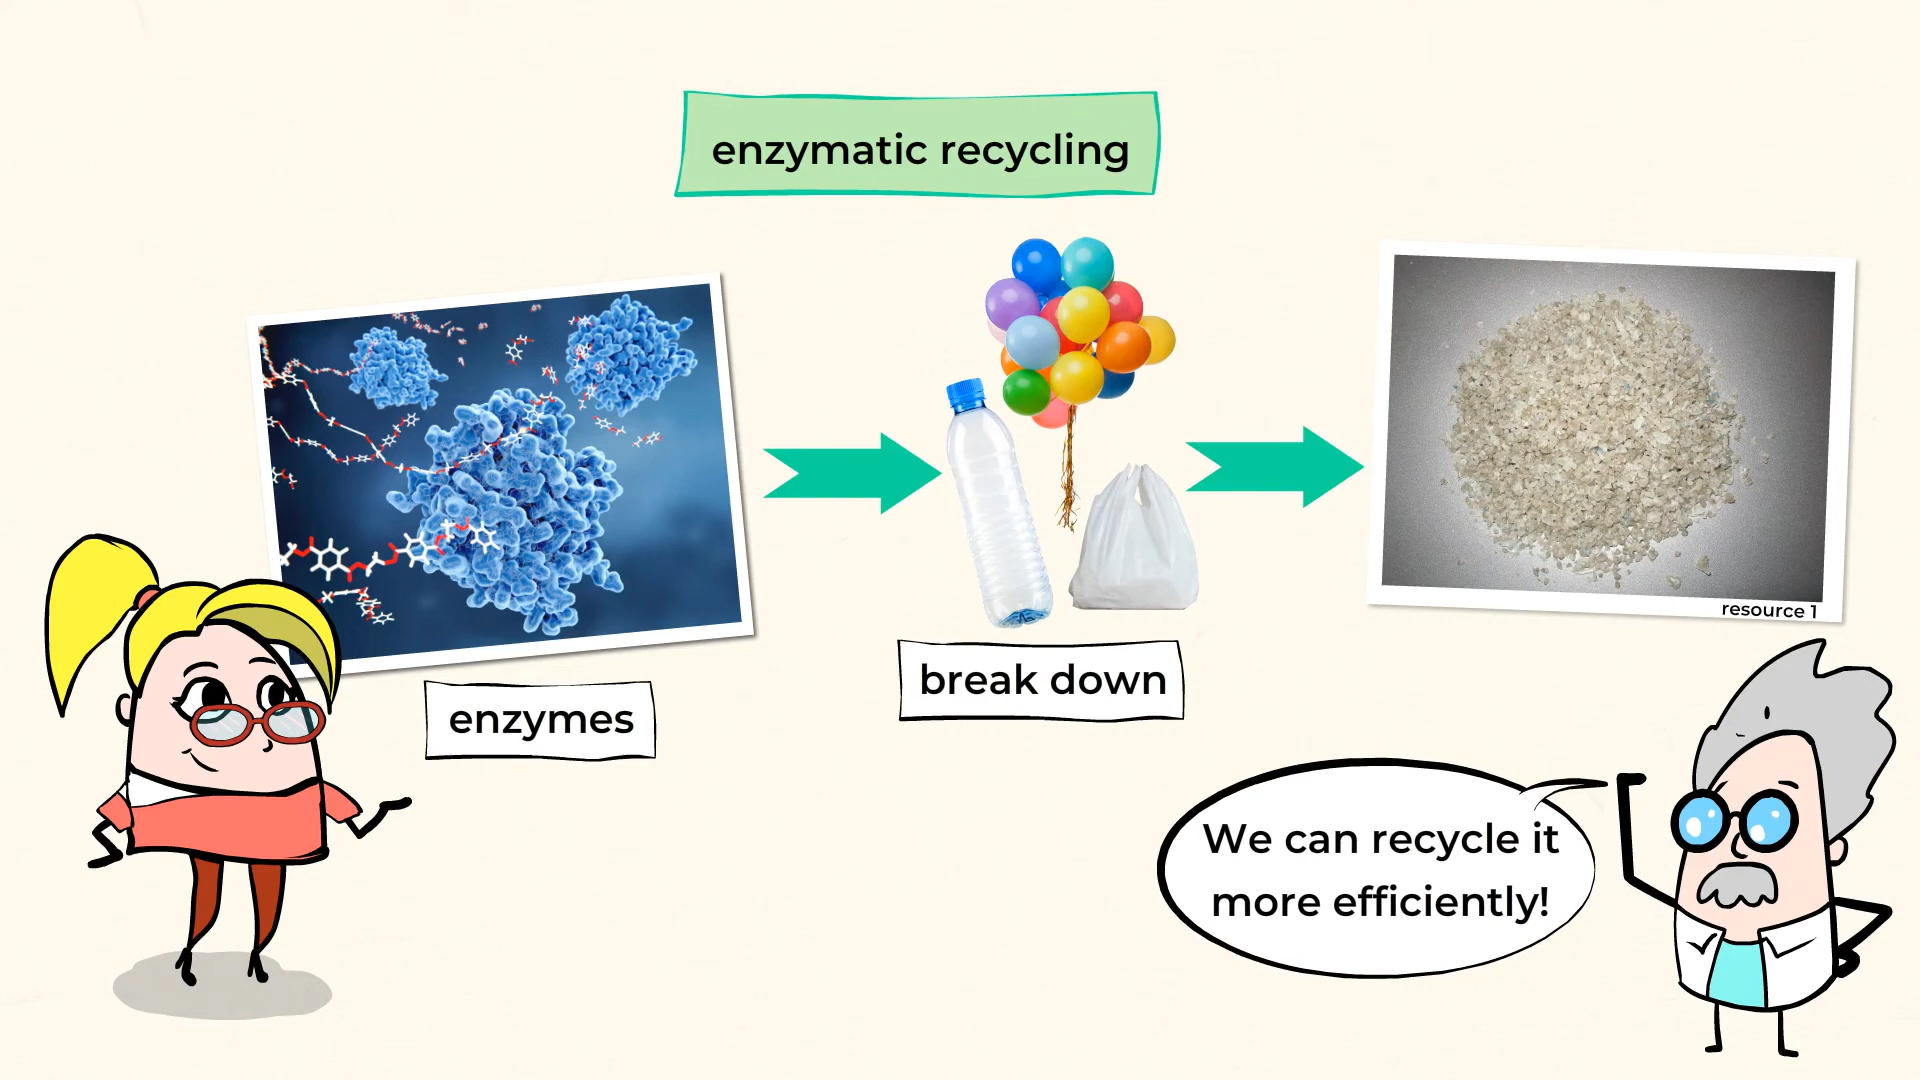 enzymatic recycling
resource 1
break down
enzymes
We can recycle it
more efficiently!